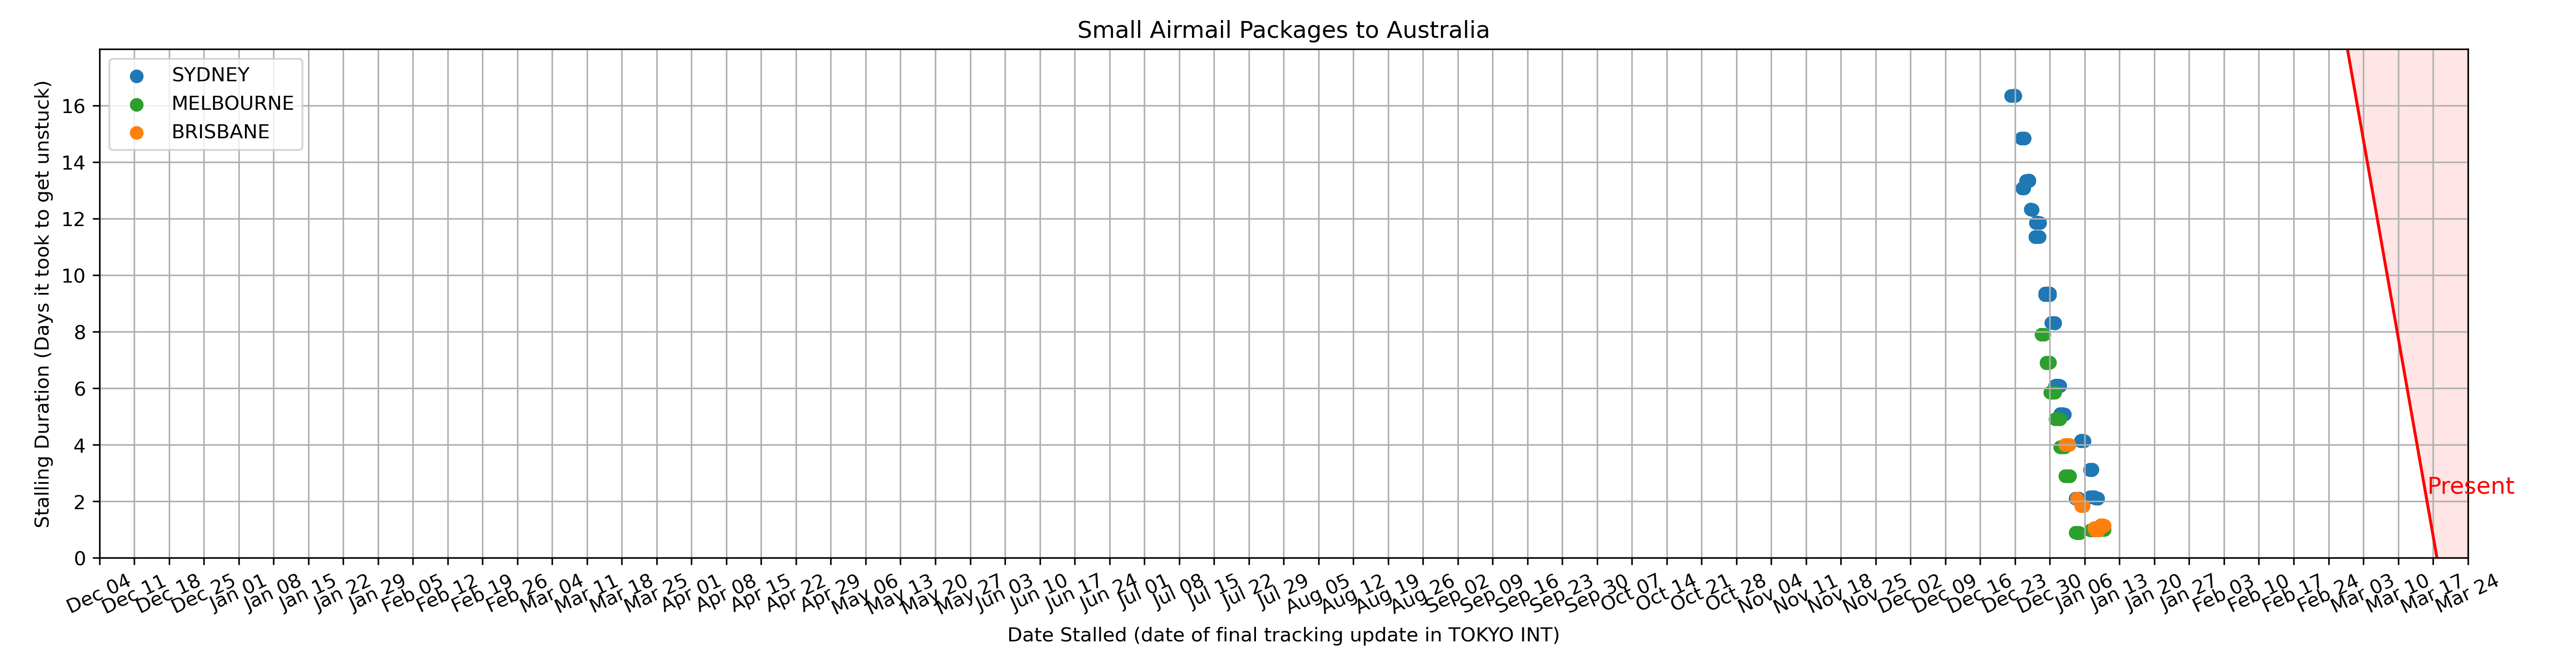 Small Airmail Packages to Australia
SYDNEY
MELBOURNE
BRISBANE
Stalling Duration (Days it took to get unstuck)
16
14
12
10
8
6
4
2
0
Present
Dec 04 Dec 11 Dec 18 Dec 25 Jan 01 Jan 08 Jan 15 Jan 22 Jan 29 Feb 05 Feb 12 Feb 19 Feb 26 Mar 04 Mar 11 Mar 18 Mar 25 Apr 01 Apr 08 Apr 15 Apr 22 Apr 29 May 06 May 13 May 20 May 27 Jun 03 Jun 10 Jun 17 Jun 24 Jul 01 Jul 08 Jul 15 Jul 22 Jul 29 Aug 05 Aug 12 Aug 19 Aug 26 Sep 02 Sep 09 Sep 16 Sep 23 Sep 30 Oct 07 Oct 14 Oct 21 Oct 28 Nov 04 Nov 11 Nov 18 Nov 25 Dec 02 Dec 09 Dec 16 Dec 23 Dec 30 Jan 06 Jan 13 Jan 20 Jan 27 Feb 03 Feb 10 Feb 17 Feb 24 Mar 03 Mar 10 Mar 17 Mar 24
Date Stalled (date of final tracking update in TOKYO INT)